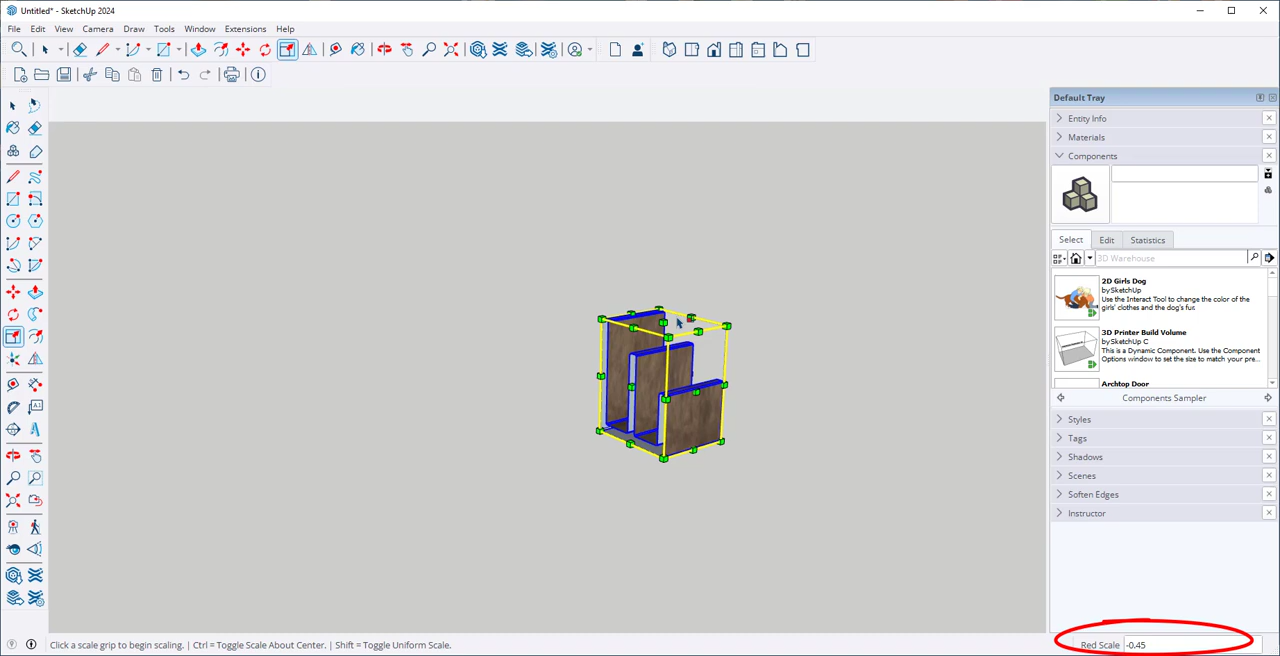 Untitled* - SketchUp 2024
File Edit View Camera Draw Tools Window Extensions Help
Default Tray
Entity Info
Materials
Components
Select Edit Statistics
3D Warehouse
2D Girls Dog
by SketchUp
Use the Interact Tool to change the color of the
girls' clothes and the dog's fur.
3D Printer Build Volume
by SketchUp C
This is a Dynamic Component. Use the Component
Options window to set the size to match your pre...
Archtop Door
Components Sampler
Styles
Tags
Shadows
Scenes
Soften Edges
Instructor
Click a scale grip to begin scaling. | Ctrl = Toggle Scale About Center. | Shift = Toggle Uniform Scale.
Red Scale -0.45